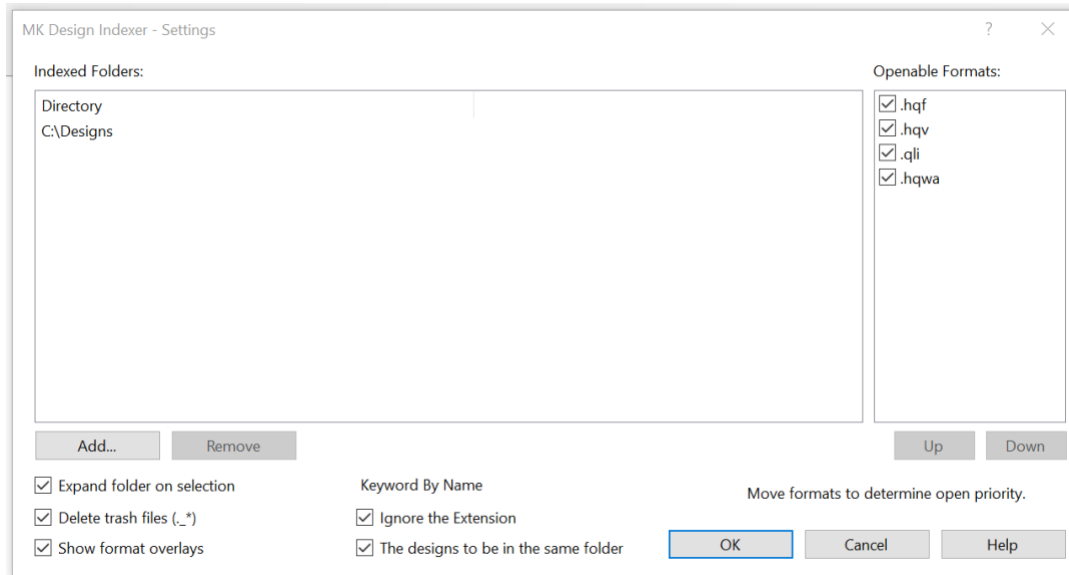 MK Design Indexer - Settings
?
Indexed Folders:
Openable Formats:
Directory
C:\Designs
.hqf
.hqv
.qli
.hqwa
Add...
Remove
Up
Down
Expand folder on selection
Delete trash files (._*)
Show format overlays
Keyword By Name
Ignore the Extension
The designs to be in the same folder
Move formats to determine open priority.
OK
Cancel
Help